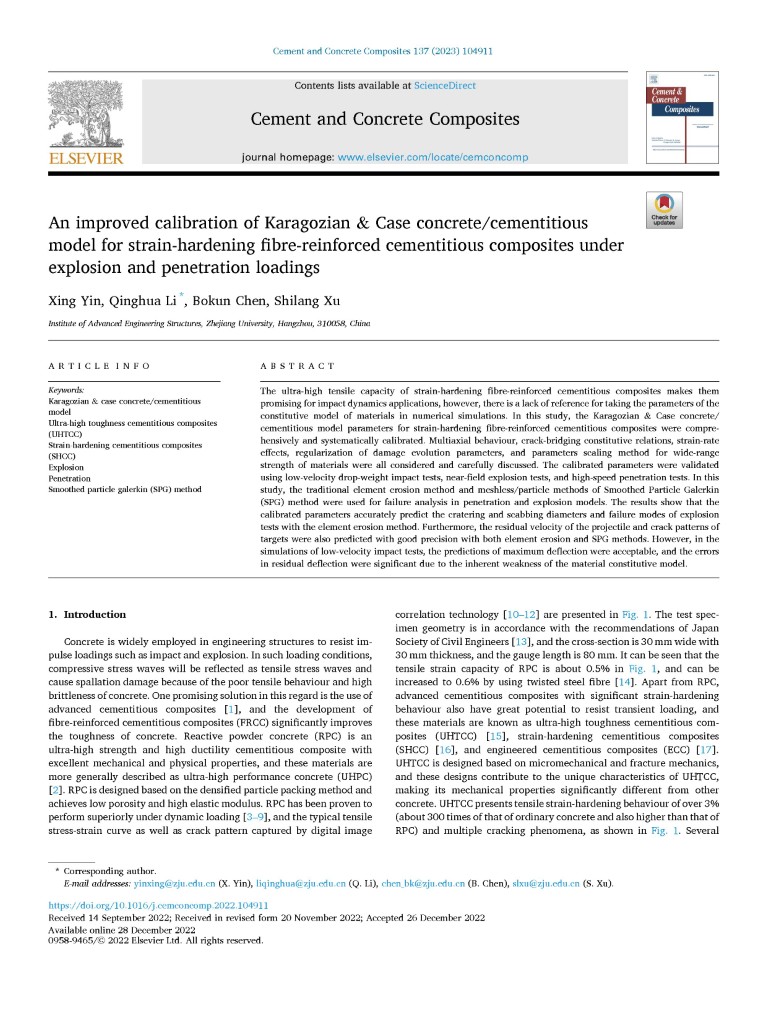 Cement and Concrete Composites 137 (2023) 104911
Contents lists available at ScienceDirect
Cement and Concrete Composites
journal homepage: www.elsevier.com/locate/cemconcomp
ELSEVIER
Cement &
Concrete
Composites
Check for
updates
An improved calibration of Karagozian & Case concrete/cementitious
model for strain-hardening fibre-reinforced cementitious composites under
explosion and penetration loadings
Xing Yin, Qinghua Li *, Bokun Chen, Shilang Xu
Institute of Advanced Engineering Structures, Zhejiang University, Hangzhou, 310058, China
ARTICLE INFO
Keywords:
Karagozian & case concrete/cementitious
model
Ultra-high toughness cementitious composites
(UHTCC)
Strain hardening cementitious composites
(SHCC)
Explosion
Penetration
Smoothed particle galerkin (SPG) method
ABSTRACT
The ultra-high tensile capacity of strain-hardening fibre-reinforced cementitious composites makes them
promising for impact dynamics applications, however, there is a lack of reference for taking the parameters of the
constitutive model of materials in numerical simulations. In this study, the Karagozian & Case concrete/
cementitious model parameters for strain-hardening fibre-reinforced cementitious composites were compre-
hensively and systematically calibrated. Multiaxial behaviour, crack-bridging constitutive relations, strain-rate
effects, regularization of damage evolution parameters, and parameters scaling method for wide-range
strength of materials were all considered and carefully discussed. The calibrated parameters were validated
using low-velocity drop-weight impact tests, near-field explosion tests, and high-speed penetration tests. In this
study, the traditional element erosion method and meshless/particle methods of Smoothed Particle Galerkin
(SPG) method were used for failure analysis in penetration and explosion models. The results show that the
calibrated parameters accurately predict the cratering and scabbing diameters and failure modes of explosion
tests with the element erosion method. Furthermore, the residual velocity of the projectile and crack patterns of
targets were also predicted with good precision with both element erosion and SPG methods. However, in the
simulations of low-velocity impact tests, the predictions of maximum deflection were acceptable, and the errors
in residual deflection were significant due to the inherent weakness of the material constitutive model.
1. Introduction
Concrete is widely employed in engineering structures to resist im-
pulse loadings such as impact and explosion. In such loading conditions,
compressive stress waves will be reflected as tensile stress waves and
cause spallation damage because of the poor tensile behaviour and high
brittleness of concrete. One promising solution in this regard is the use of
advanced cementitious composites [1], and the development of
fibre-reinforced cementitious composites (FRCC) significantly improves
the toughness of concrete. Reactive powder concrete (RPC) is an
ultra-high strength and high ductility cementitious composite with
excellent mechanical and physical properties, and these materials are
more generally described as ultra-high performance concrete (UHPC)
[2]. RPC is designed based on the densified particle packing method and
achieves low porosity and high elastic modulus. RPC has been proven to
perform superiorly under dynamic loading [3–9], and the typical tensile
stress-strain curve as well as crack pattern captured by digital image
correlation technology [10–12] are presented in Fig. 1. The test spec-
imen geometry is in accordance with the recommendations of Japan
Society of Civil Engineers [13], and the cross-section is 30 mm wide with
30 mm thickness, and the gauge length is 80 mm. It can be seen that the
tensile strain capacity of RPC is about 0.5% in Fig. 1, and can be
increased to 0.6% by using twisted steel fibre [14]. Apart from RPC,
advanced cementitious composites with significant strain-hardening
behaviour also have great potential to resist transient loading, and
these materials are known as ultra-high toughness cementitious com-
posites (UHTCC) [15], strain-hardening cementitious composites
(SHCC) [16], and engineered cementitious composites (ECC) [17].
UHTCC is designed based on micromechanical and fracture mechanics,
and these designs contribute to the unique characteristics of UHTCC,
making its mechanical properties significantly different from other
concrete. UHTCC presents tensile strain-hardening behaviour of over 3%
(about 300 times of that of ordinary concrete and also higher than that of
RPC) and multiple cracking phenomena, as shown in Fig. 1. Several
* Corresponding author.
E-mail addresses: yinxing@zju.edu.cn (X. Yin), liqinghua@zju.edu.cn (Q. Li), chen_bk@zju.edu.cn (B. Chen), slxu@zju.edu.cn (S. Xu).
https://doi.org/10.1016/j.cemconcomp.2022.104911
Received 14 September 2022; Received in revised form 20 November 2022; Accepted 26 December 2022
Available online 28 December 2022
0958-9465/© 2022 Elsevier Ltd. All rights reserved.